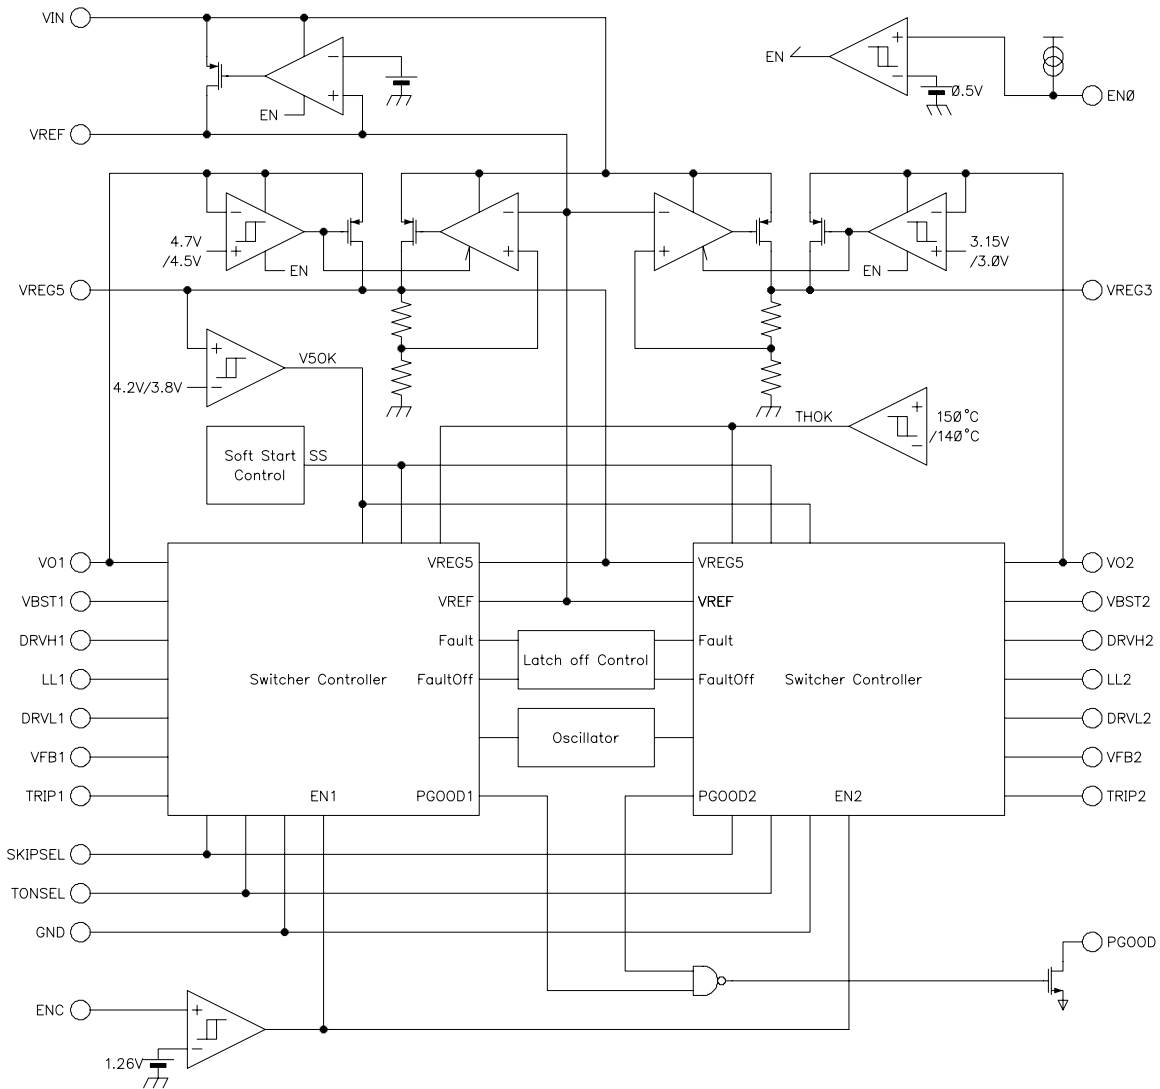 VIN
EN
+
−
0.5V
EN0
−
+
EN
VREF
−
+
4.7V
/4.5V
EN
−
+
−
+
−
+
EN
3.15V
/3.0V
VREG5
VREG3
+
−
4.2V/3.8V
V5OK
THOK
+
−
150°C
/140°C
Soft Start
Control
SS
VO1
VBST1
DRVH1
LL1
DRVL1
VFB1
TRIP1
Switcher Controller
VREG5
VREF
Fault
FaultOff
EN1
PGOOD1
Latch off Control
Oscillator
VREG5
VREF
Fault
FaultOff
Switcher Controller
PGOOD2
EN2
VO2
VBST2
DRVH2
LL2
DRVL2
VFB2
TRIP2
SKIPSEL
TONSEL
GND
PGOOD
ENC
+
−
1.26V